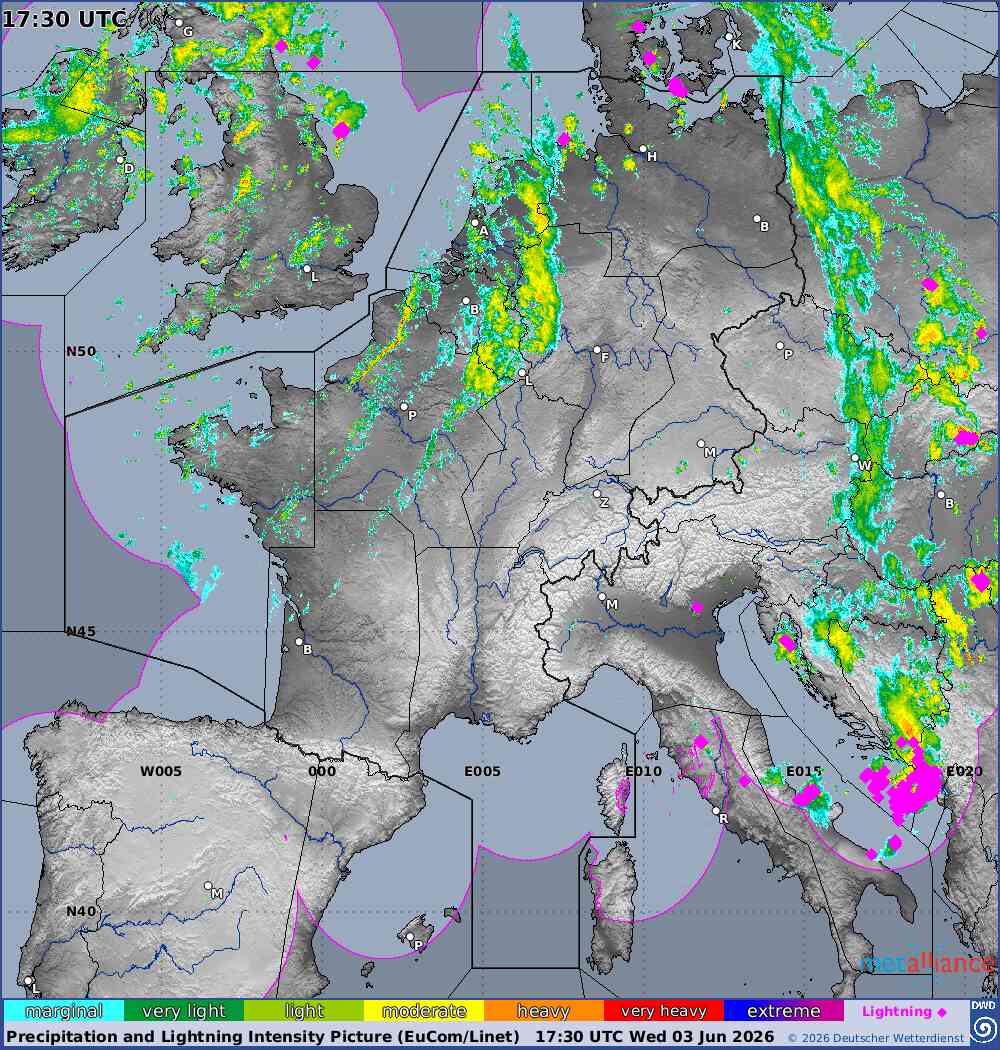 17:30 UTC
G
K
D
H
A
B
L
N50
B
F
P
L
P
M
W
Z
B
M
N45
B
W005
000
E005
E010
E015
E020
R
M
N40
P
L
metalliance
marginal
very light
light
moderate
heavy
very heavy
extreme
Lightning
DWD
Precipitation and Lightning Intensity Picture (EuCom/Linet) 17:30 UTC Wed 03 Jun 2026 © 2026 Deutscher Wetterdienst